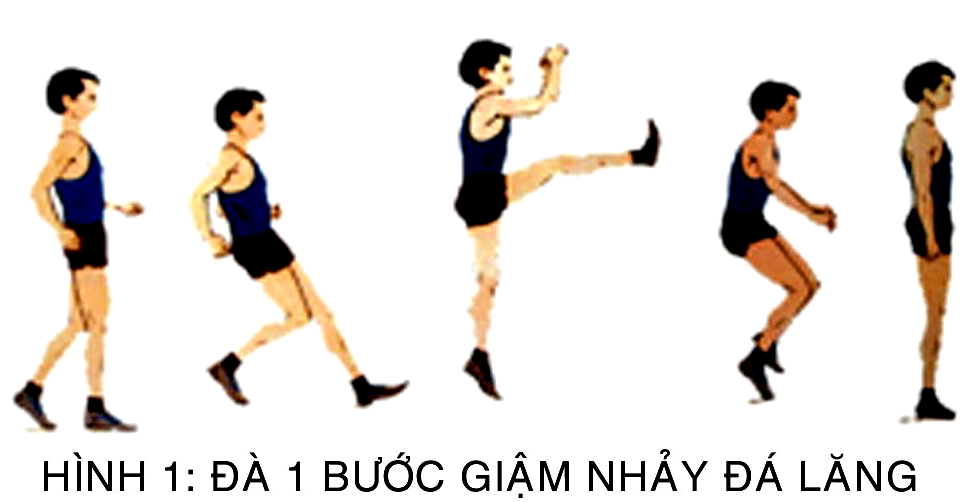 HÌNH 1: ĐÀ 1 BƯỚC GIẬM NHẢY ĐÁ LĂNG